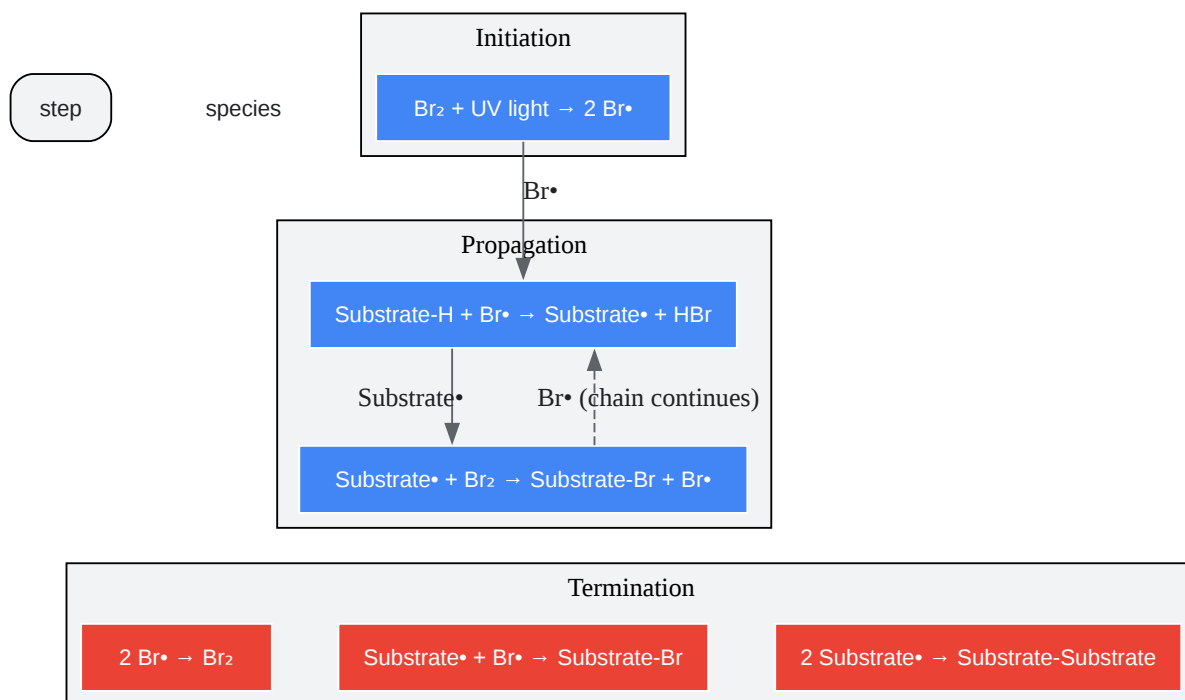 Initiation
step
species
Br₂ + UV light → 2 Br•
Br•
Propagation
Substrate-H + Br• → Substrate• + HBr
Substrate•
Br• (chain continues)
Substrate• + Br₂ → Substrate-Br + Br•
Termination
2 Br• → Br₂
Substrate• + Br• → Substrate-Br
2 Substrate• → Substrate-Substrate